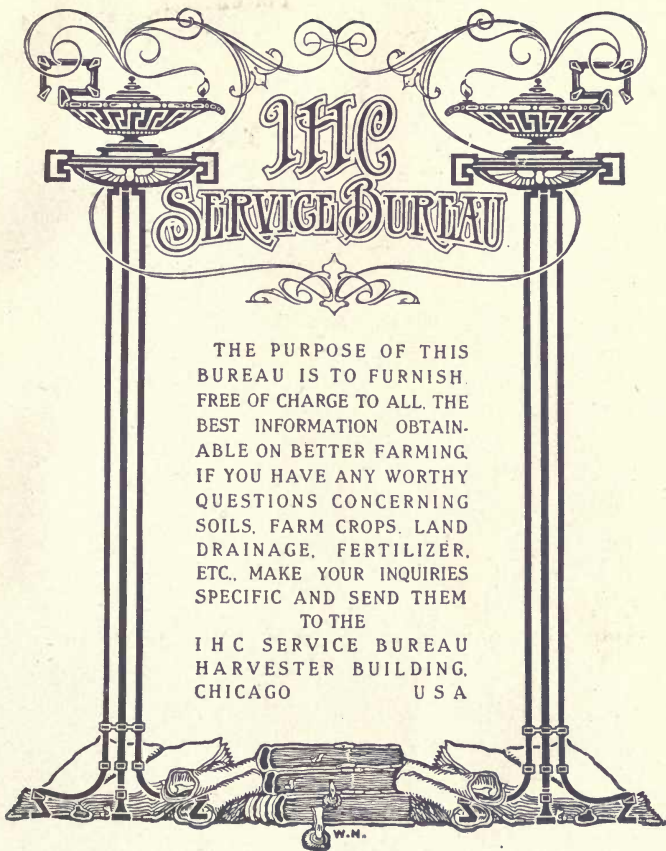 IHC
SERVICE BUREAU
THE PURPOSE OF THIS
BUREAU IS TO FURNISH
FREE OF CHARGE TO ALL, THE
BEST INFORMATION OBTAIN-
ABLE ON BETTER FARMING.
IF YOU HAVE ANY WORTHY
QUESTIONS CONCERNING
SOILS, FARM CROPS, LAND
DRAINAGE, FERTILIZER,
ETC., MAKE YOUR INQUIRIES
SPECIFIC AND SEND THEM
TO THE
I H C SERVICE BUREAU
HARVESTER BUILDING,
CHICAGO USA
W.N.